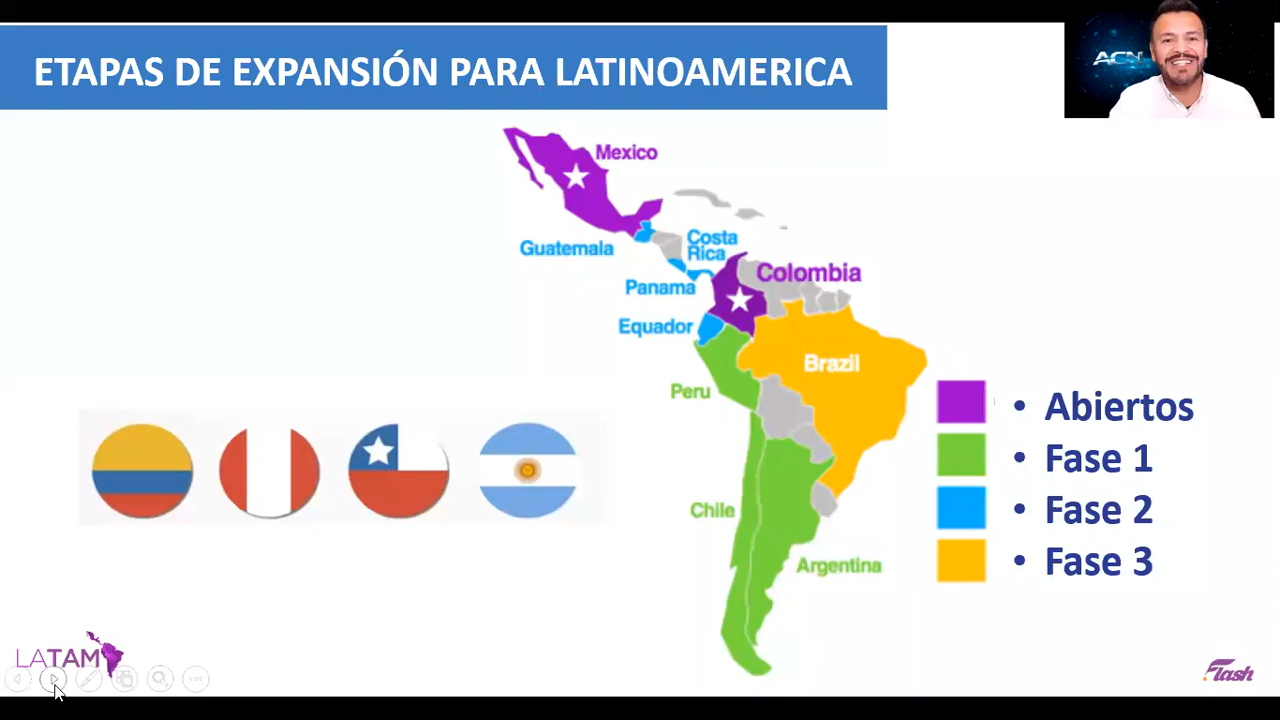 ETAPAS DE EXPANSIÓN PARA LATINOAMERICA
ACN
Mexico
Guatemala
Costa
Rica
Panama
Colombia
Equador
Brazil
Peru
Chile
Argentina
• Abiertos
• Fase 1
• Fase 2
• Fase 3
LATAM
Flash